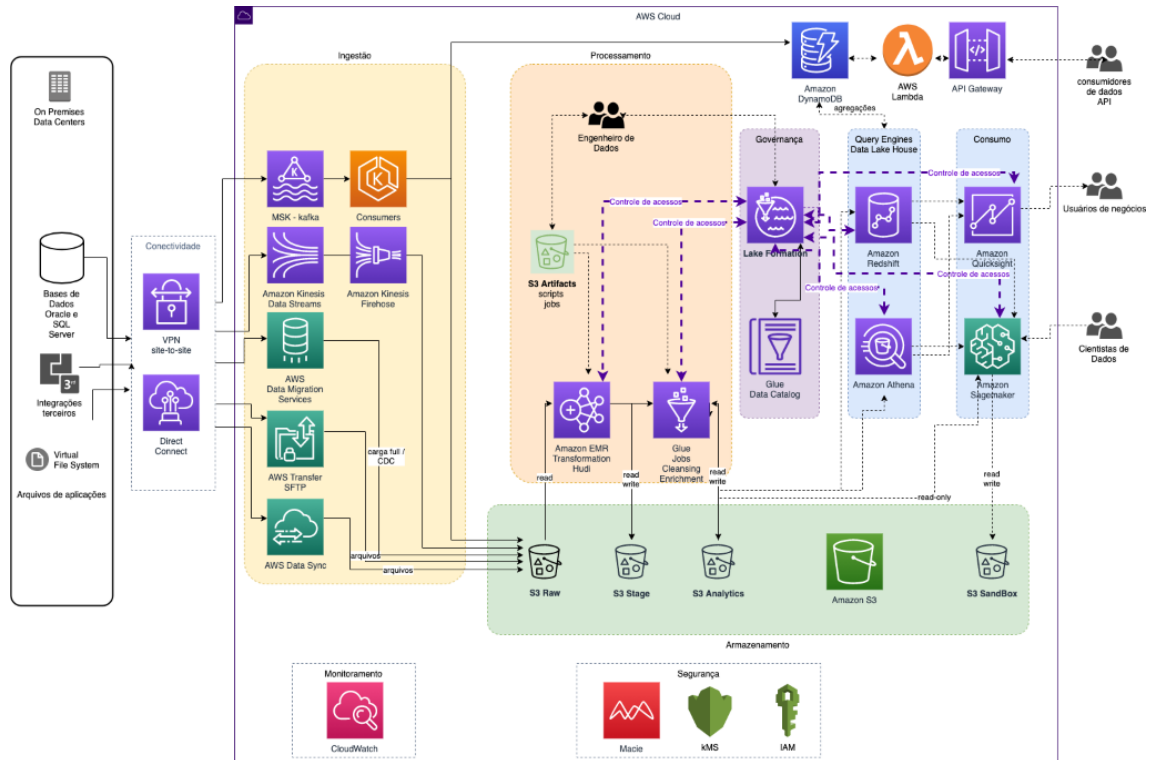 AWS Cloud
On Premises
Data Centers
Bases de
Dados
Oracle e
SQL
Server
3rd
Integrações
terceiros
Virtual
File System
Arquivos de aplicações
Conectividade
VPN
site-to-site
Direct
Connect
Ingestão
MSK - kafka
Consumers
Amazon Kinesis
Data Streams
Amazon Kinesis
Firehose
AWS
Data Migration
Services
AWS Transfer
SFTP
AWS Data Sync
carga full /
CDC
arquivos
arquivos
Processamento
Engenheiro de
Dados
S3 Artifacts
scripts
jobs
Amazon EMR
Transformation
Hudi
Glue
Jobs
Cleansing
Enrichment
read
read
write
read
write
Controle de acessos
Controle de acessos
Amazon
DynamoDB
AWS
Lambda
API Gateway
agregações
consumidores
de dados
API
Governança
Lake Formation
Glue
Data Catalog
Query Engines
Data Lake House
Amazon
Redshift
Amazon Athena
Consumo
Controle de acessos
Amazon
Quicksight
Controle de acessos
Controle de acessos
Amazon
Sagemaker
Usuários de negócios
Cientistas de
Dados
read
write
read-only
S3 Raw
S3 Stage
S3 Analytics
Amazon S3
S3 SandBox
Armazenamento
Monitoramento
CloudWatch
Segurança
Macie
kMS
IAM